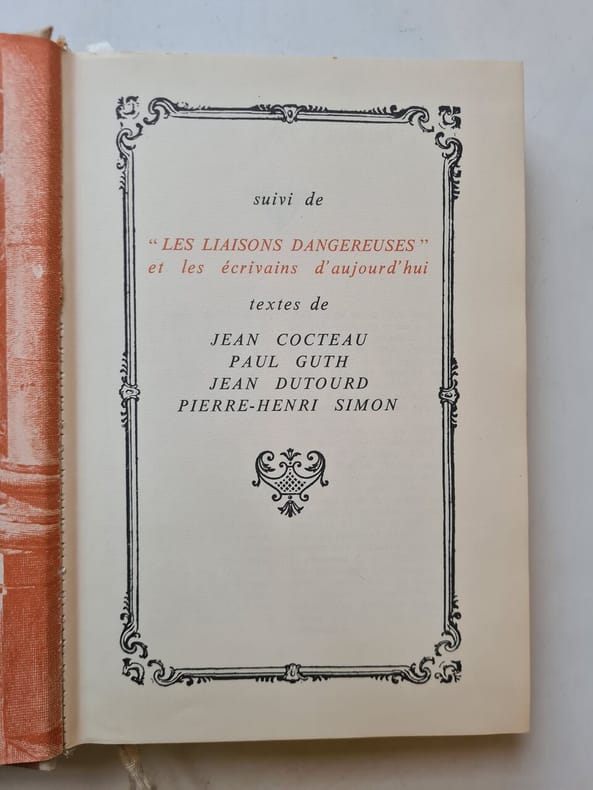 suivi de
“ LES LIAISONS DANGEREUSES ”
et les écrivains d'aujourd'hui
textes de
JEAN COCTEAU
PAUL GUTH
JEAN DUTOURD
PIERRE-HENRI SIMON